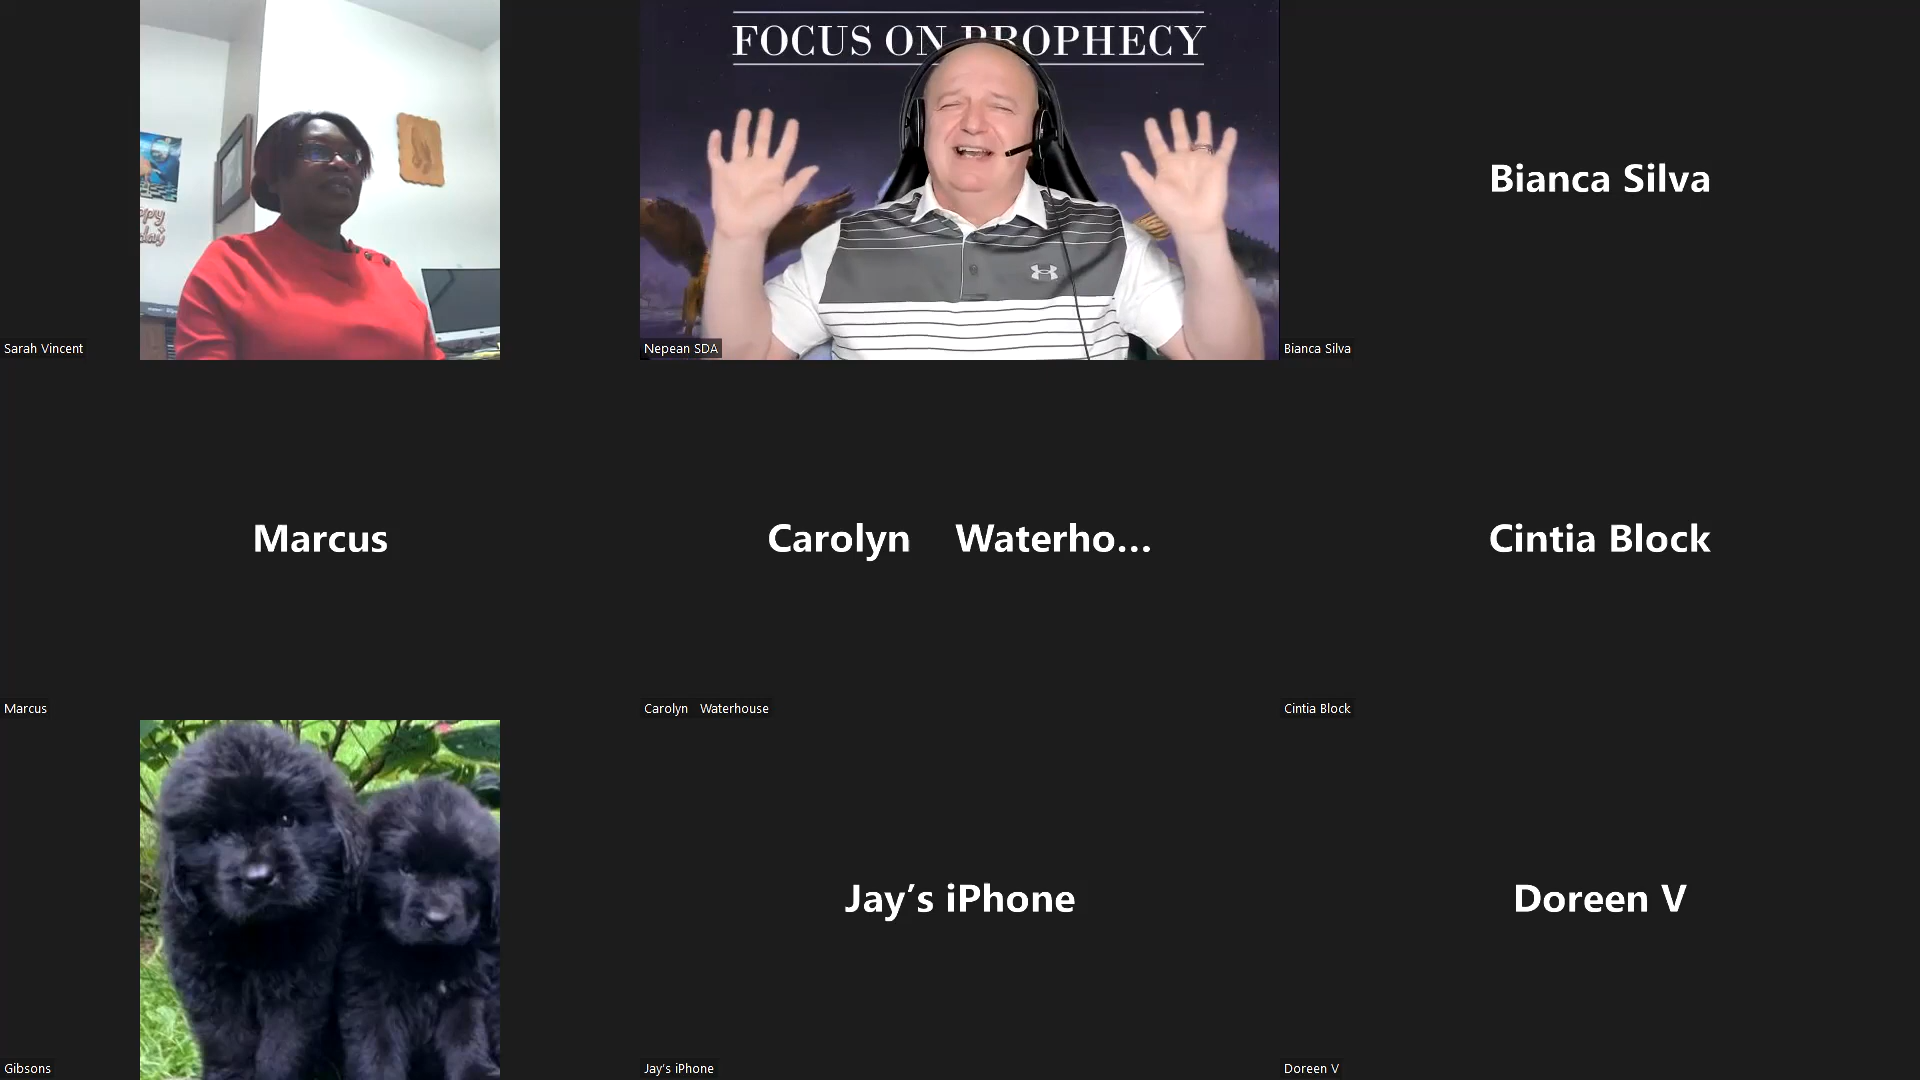 FOCUS ON PROPHECY
Bianca Silva
Sarah Vincent
Nepean SDA
Bianca Silva
Marcus
Carolyn Waterho...
Cintia Block
Marcus
Carolyn Waterhouse
Cintia Block
Jay's iPhone
Doreen V
Gibsons
Jay's iPhone
Doreen V